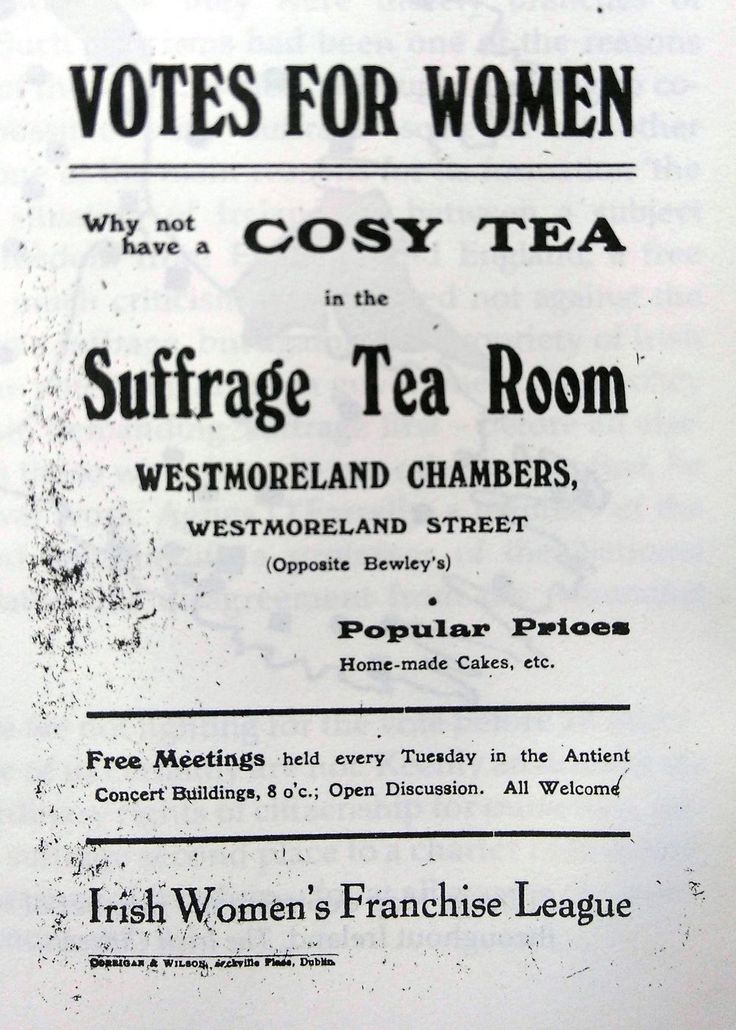 VOTES FOR WOMEN
Why not
have a COSY TEA
in the
Suffrage Tea Room
WESTMORELAND CHAMBERS,
WESTMORELAND STREET
(Opposite Bewley's)
Popular Prices
Home-made Cakes, etc.
Free Meetings held every Tuesday in the Antient
Concert Buildings, 8 o'c.; Open Discussion. All Welcome
Irish Women's Franchise League
CORRIGAN & WILSON, Sackville Place, Dublin.